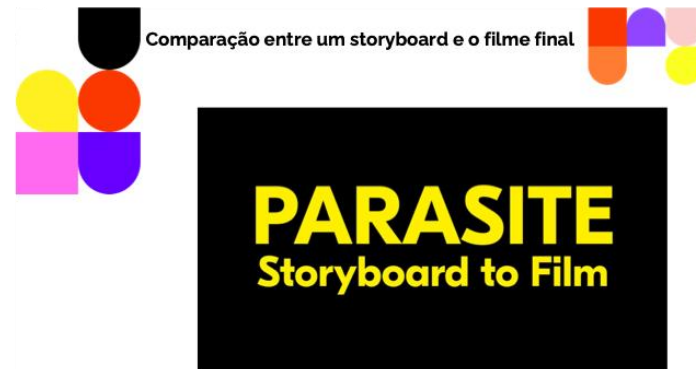 Comparação entre um storyboard e o filme final
PARASITE
Storyboard to Film